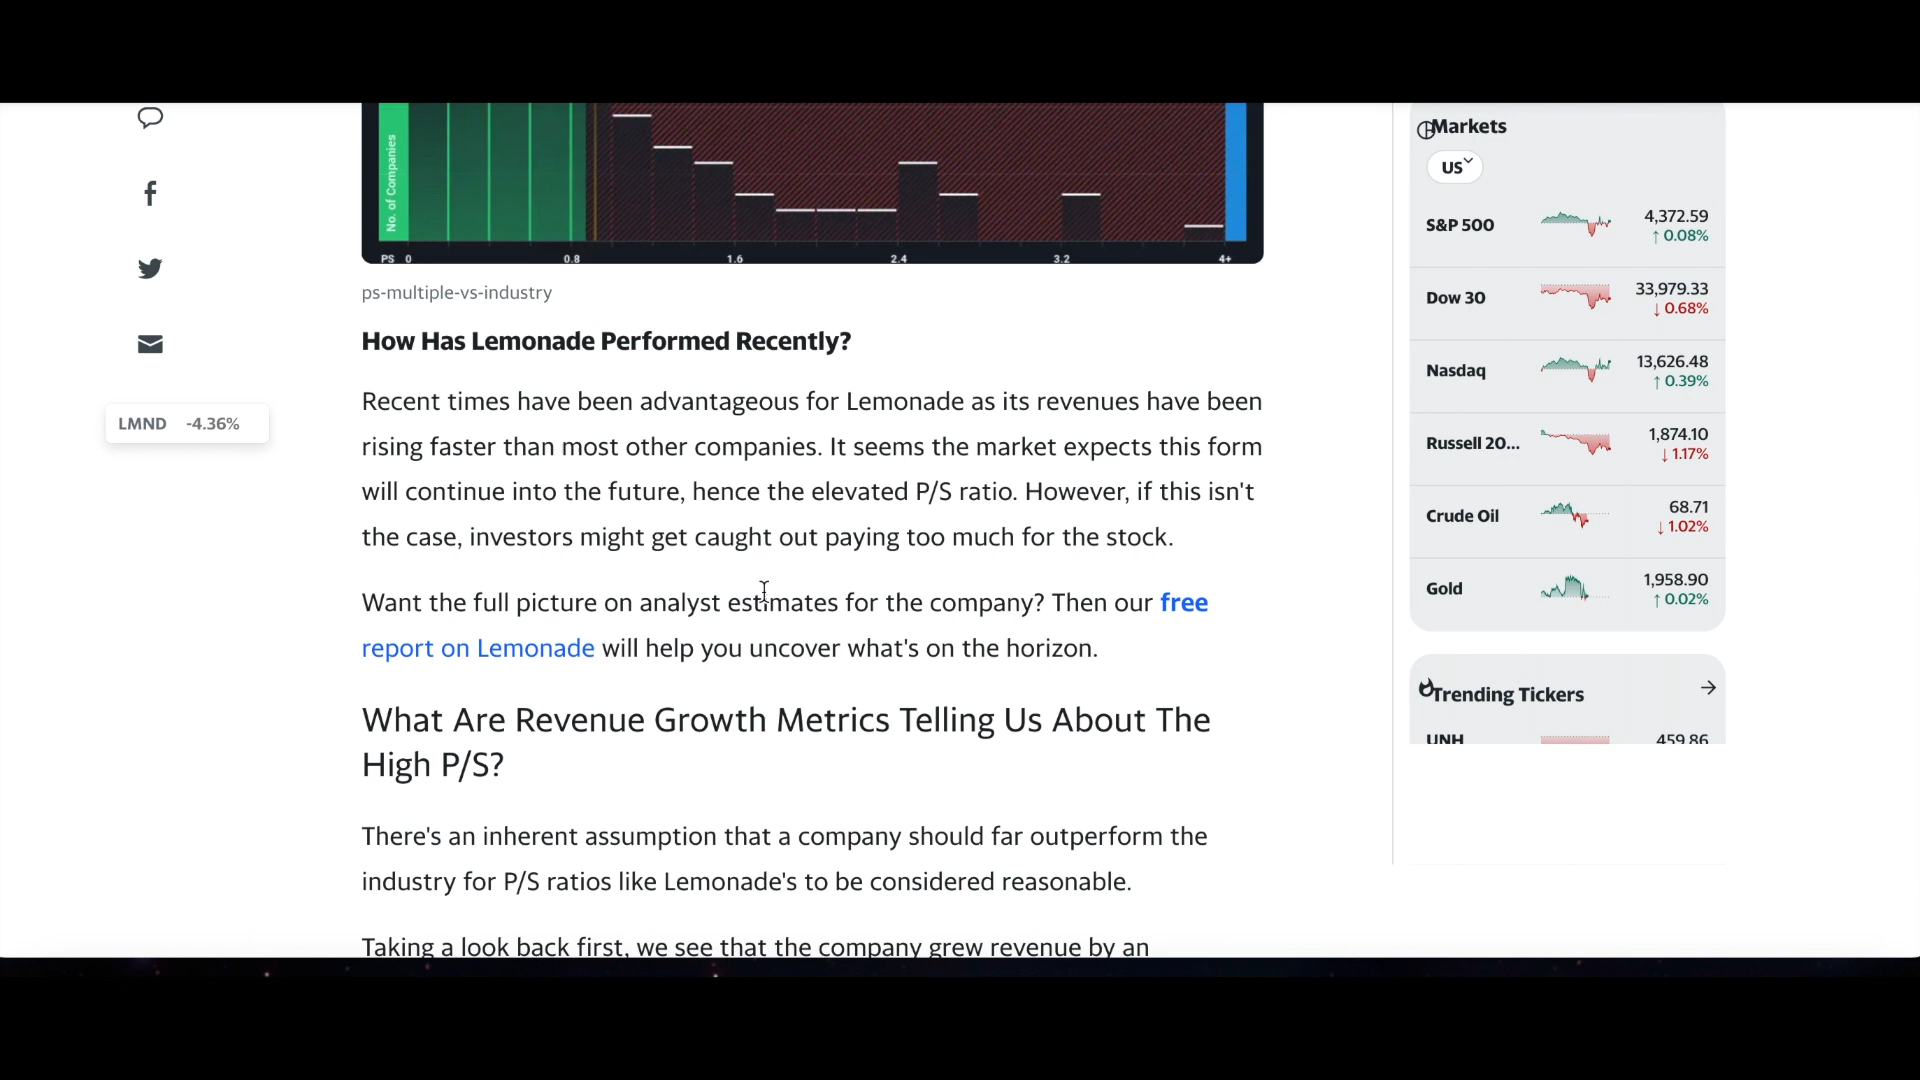 No. of Companies
PS 0 0.8 1.6 2.4 3.2 4+
ps-multiple-vs-industry
How Has Lemonade Performed Recently?
Recent times have been advantageous for Lemonade as its revenues have been
rising faster than most other companies. It seems the market expects this form
will continue into the future, hence the elevated P/S ratio. However, if this isn't
the case, investors might get caught out paying too much for the stock.
Want the full picture on analyst estimates for the company? Then our free
report on Lemonade will help you uncover what's on the horizon.
What Are Revenue Growth Metrics Telling Us About The
High P/S?
There's an inherent assumption that a company should far outperform the
industry for P/S ratios like Lemonade's to be considered reasonable.
Taking a look back first, we see that the company grew revenue by an
LMND -4.36%
Markets
US
S&P 500 4,372.59
↑ 0.08%
Dow 30 33,979.33
↓ 0.68%
Nasdaq 13,626.48
↑ 0.39%
Russell 20... 1,874.10
↓ 1.17%
Crude Oil 68.71
↓ 1.02%
Gold 1,958.90
↑ 0.02%
Trending Tickers
UNH 459.86